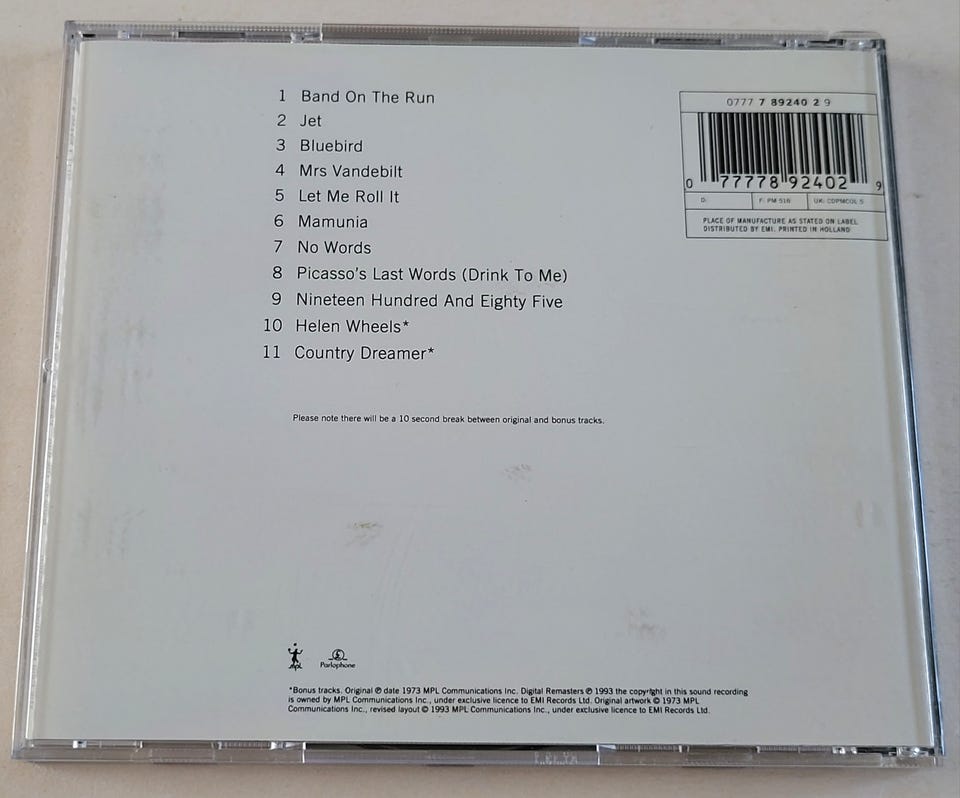 1 Band On The Run
2 Jet
3 Bluebird
4 Mrs Vandebilt
5 Let Me Roll It
6 Mamunia
7 No Words
8 Picasso's Last Words (Drink To Me)
9 Nineteen Hundred And Eighty Five
10 Helen Wheels*
11 Country Dreamer*
Please note there will be a 10 second break between original and bonus tracks.
0777 7 89240 2 9
0 77778 92402 9
D: F: PM 516 UK: CDPMCOL 5
PLACE OF MANUFACTURE AS STATED ON LABEL
DISTRIBUTED BY EMI. PRINTED IN HOLLAND
MPL Parlophone
*Bonus tracks. Original ℗ date 1973 MPL Communications Inc. Digital Remasters ℗ 1993 the copyright in this sound recording
is owned by MPL Communications Inc., under exclusive licence to EMI Records Ltd. Original artwork © 1973 MPL
Communications Inc., revised layout © 1993 MPL Communications Inc., under exclusive licence to EMI Records Ltd.